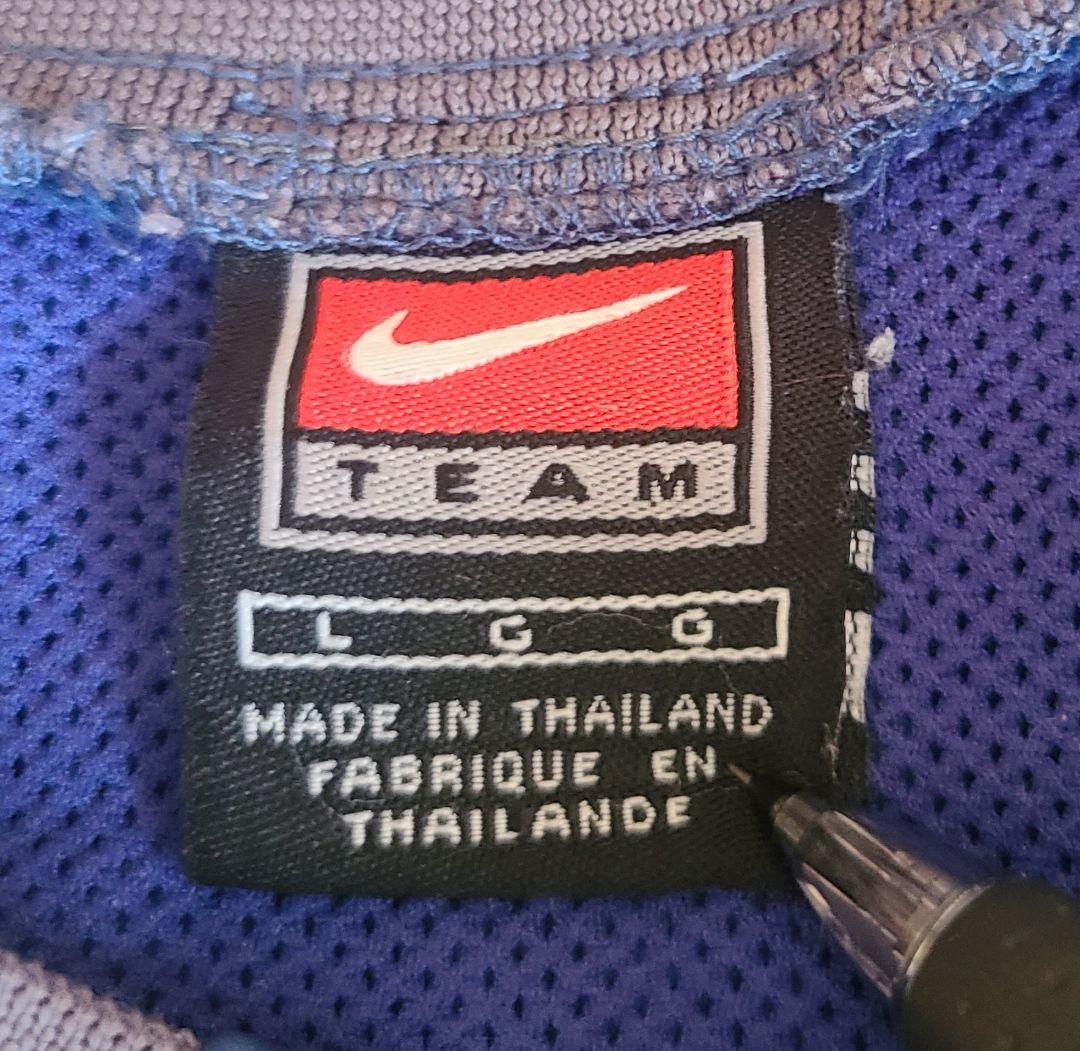 TEAM
L G G
MADE IN THAILAND
FABRIQUE EN
THAILANDE